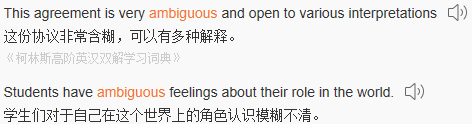 This agreement is very ambiguous and open to various interpretations
这份协议非常含糊，可以有多种解释。
《柯林斯高阶英汉双解学习词典》
Students have ambiguous feelings about their role in the world.
学生们对于自己在这个世界上的角色认识模糊不清。